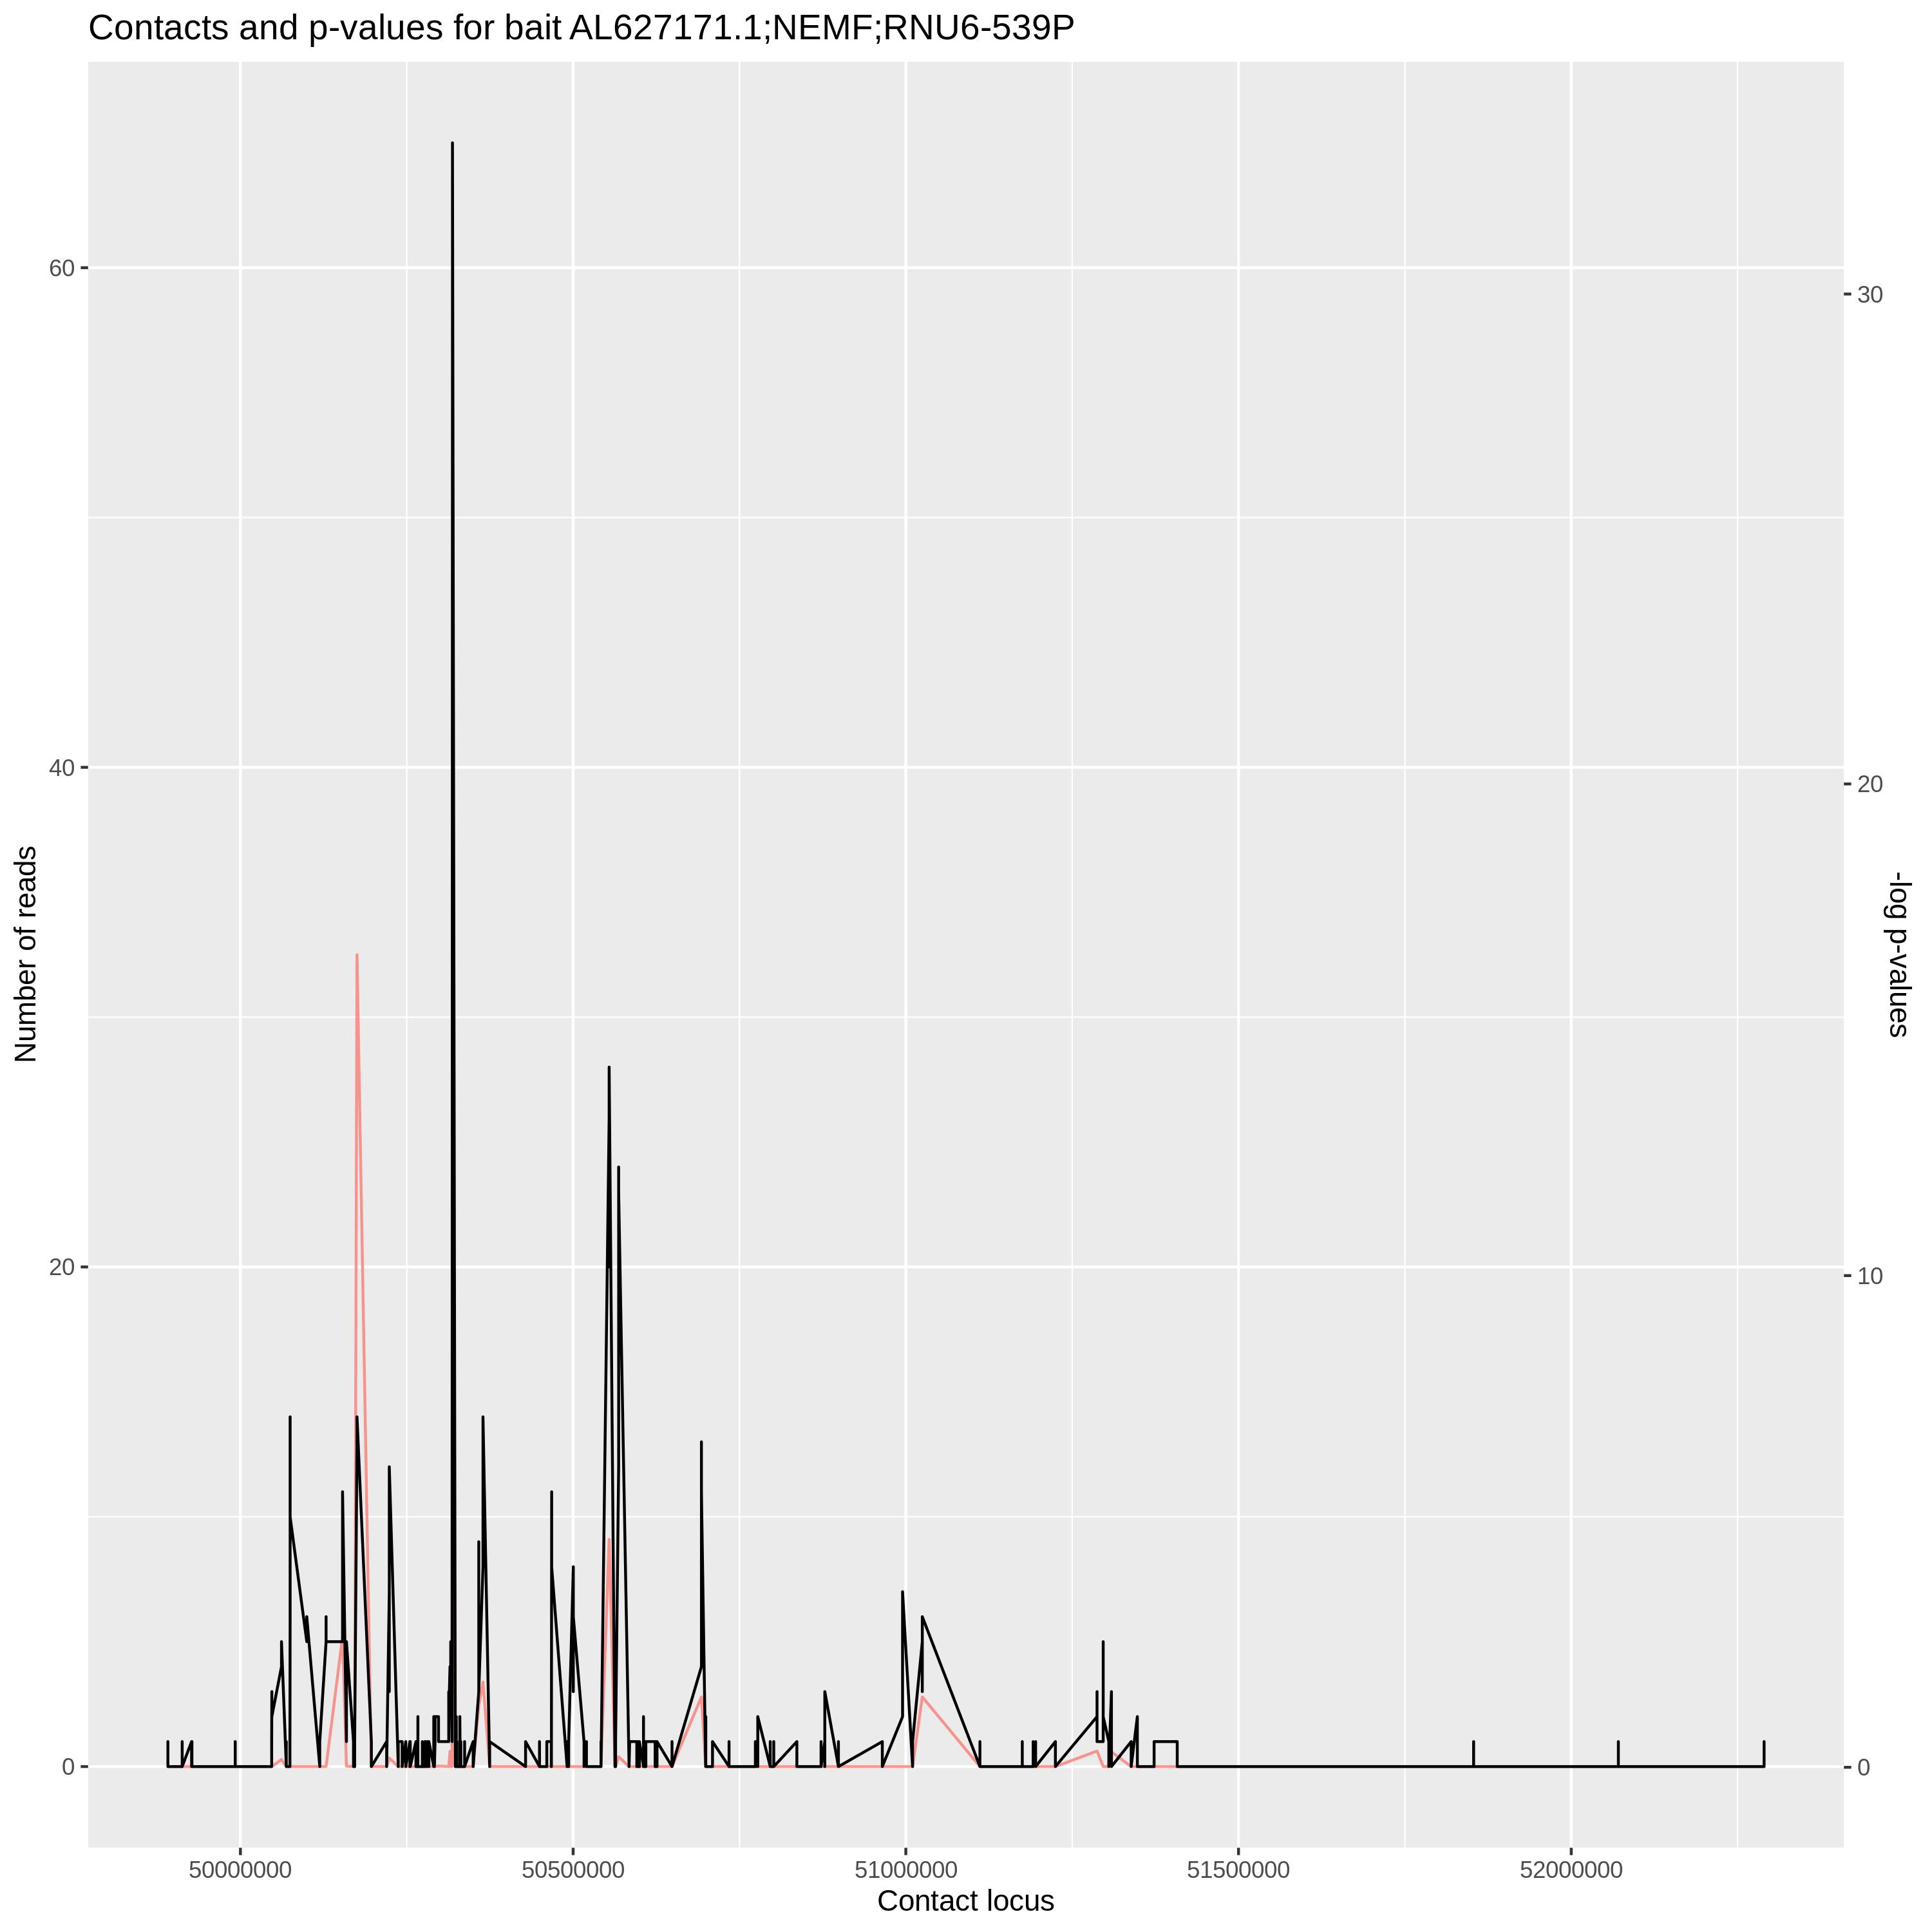 Contacts and p-values for bait AL627171.1;NEMF;RNU6-539P
60
40
20
0
Number of reads
30
20
10
0
-log p-values
50000000 50500000 51000000 51500000 52000000
Contact locus